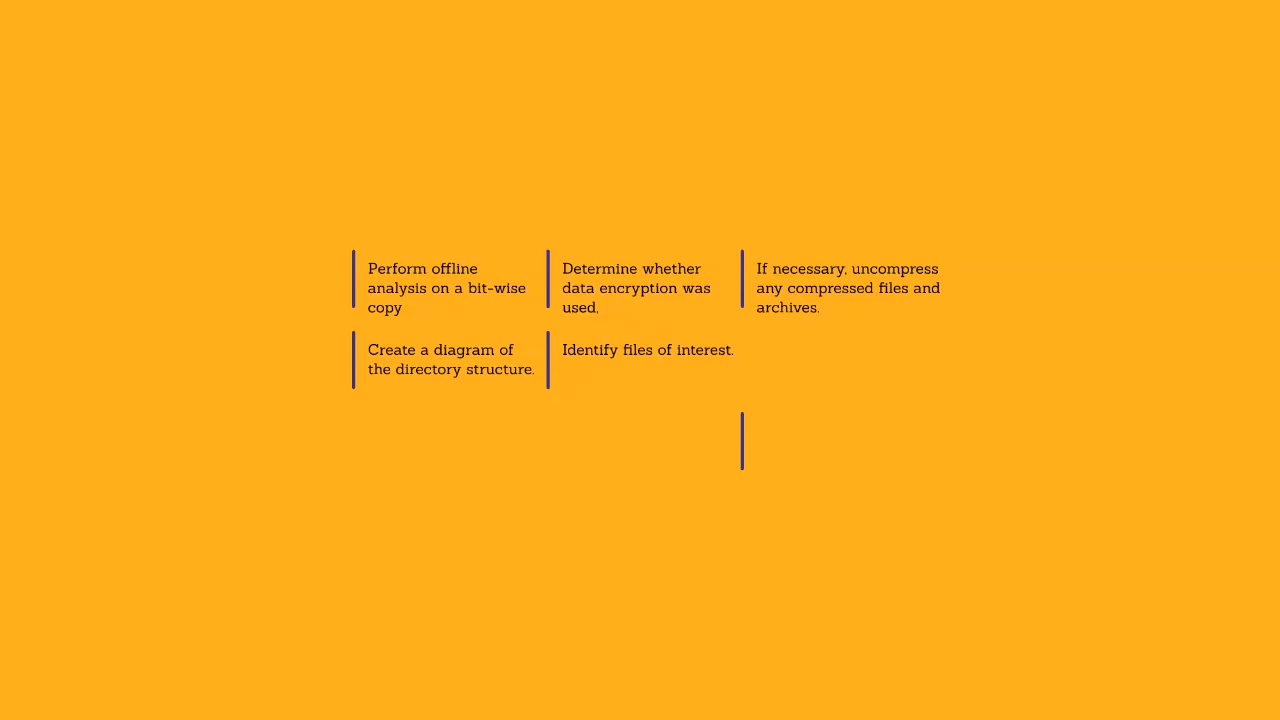 Perform offline
analysis on a bit-wise
copy
Determine whether
data encryption was
used,
If necessary, uncompress
any compressed files and
archives.
Create a diagram of
the directory structure.
Identify files of interest.